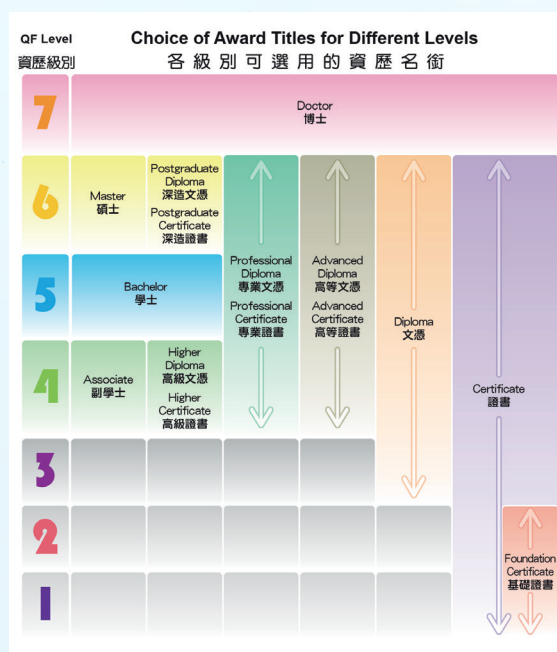 QF Level
資歷級別
Choice of Award Titles for Different Levels
各級別可選用的資歷名銜
7
Doctor
博士
6
Master
碩士
Postgraduate
Diploma
深造文憑
Postgraduate
Certificate
深造證書
5
Bachelor
學士
Professional
Diploma
專業文憑
Professional
Certificate
專業證書
Advanced
Diploma
高等文憑
Advanced
Certificate
高等證書
Diploma
文憑
4
Associate
副學士
Higher
Diploma
高級文憑
Higher
Certificate
高級證書
Certificate
證書
3
2
Foundation
Certificate
基礎證書
1